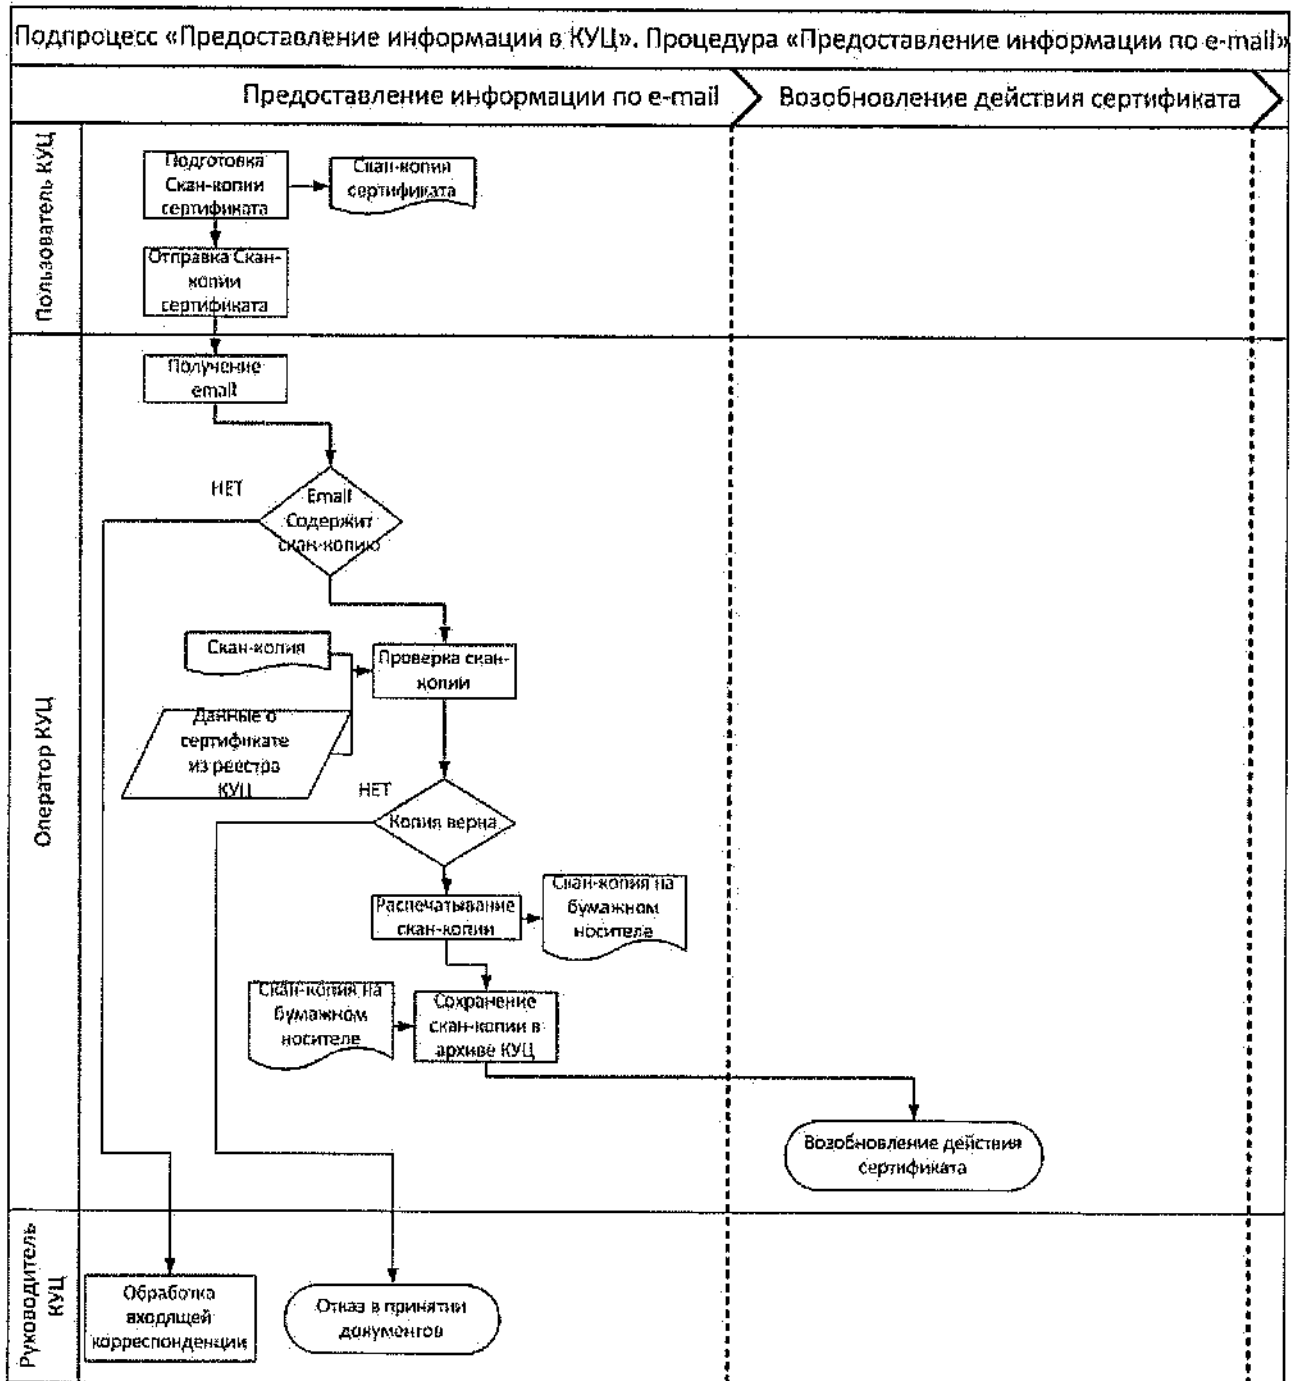 Подпроцесс «Предоставление информации в КУЦ». Процедура «Предоставление информации по e-mail»
Предоставление информации по e-mail
Возобновление действия сертификата
Пользователь КУЦ
Подготовка
Скан-копии
сертификата
Скан-копия
сертификата
Отправка Скан-
копии
сертификата
Оператор КУЦ
Получение
email
НЕТ
Email
Содержит
скан-копию
Скан-копия
Проверка скан-
копии
Данные о
сертификате
из реестра
КУЦ
НЕТ
Копия верна
Распечатывание
скан-копии
Скан-копия на
бумажном
носителе
Скан-копия на
бумажном
носителе
Сохранение
скан-копии в
архиве КУЦ
Возобновление действия
сертификата
Руководитель
КУЦ
Обработка
входящей
корреспонденции
Отказ в принятии
документов